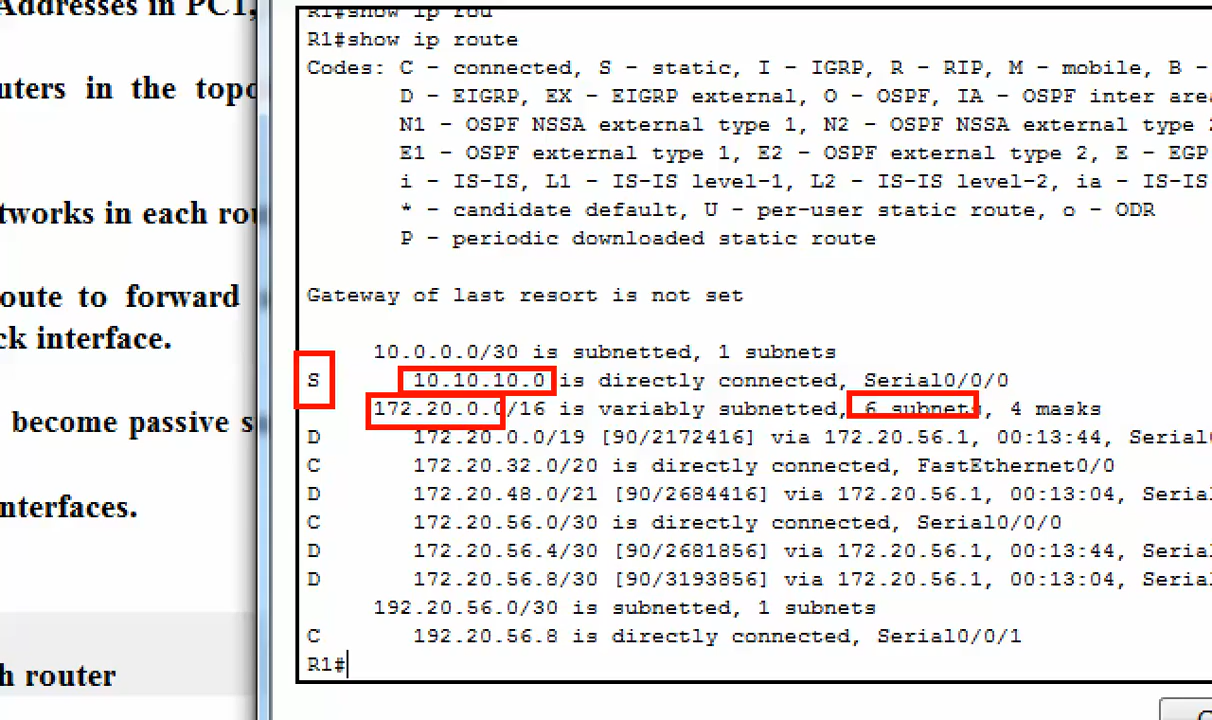 Addresses in PC1,
uters in the topo
tworks in each rou
oute to forward
ck interface.
become passive s
nterfaces.
h router
R1#show ip rou
R1#show ip route
Codes: C - connected, S - static, I - IGRP, R - RIP, M - mobile, B -
D - EIGRP, EX - EIGRP external, O - OSPF, IA - OSPF inter area
N1 - OSPF NSSA external type 1, N2 - OSPF NSSA external type 2
E1 - OSPF external type 1, E2 - OSPF external type 2, E - EGP
i - IS-IS, L1 - IS-IS level-1, L2 - IS-IS level-2, ia - IS-IS
* - candidate default, U - per-user static route, o - ODR
P - periodic downloaded static route
Gateway of last resort is not set
10.0.0.0/30 is subnetted, 1 subnets
S 10.10.10.0 is directly connected, Serial0/0/0
172.20.0.0/16 is variably subnetted, 6 subnets, 4 masks
D 172.20.0.0/19 [90/2172416] via 172.20.56.1, 00:13:44, Serial0
C 172.20.32.0/20 is directly connected, FastEthernet0/0
D 172.20.48.0/21 [90/2684416] via 172.20.56.1, 00:13:04, Serial
C 172.20.56.0/30 is directly connected, Serial0/0/0
D 172.20.56.4/30 [90/2681856] via 172.20.56.1, 00:13:44, Serial
D 172.20.56.8/30 [90/3193856] via 172.20.56.1, 00:13:04, Serial
192.20.56.0/30 is subnetted, 1 subnets
C 192.20.56.8 is directly connected, Serial0/0/1
R1#